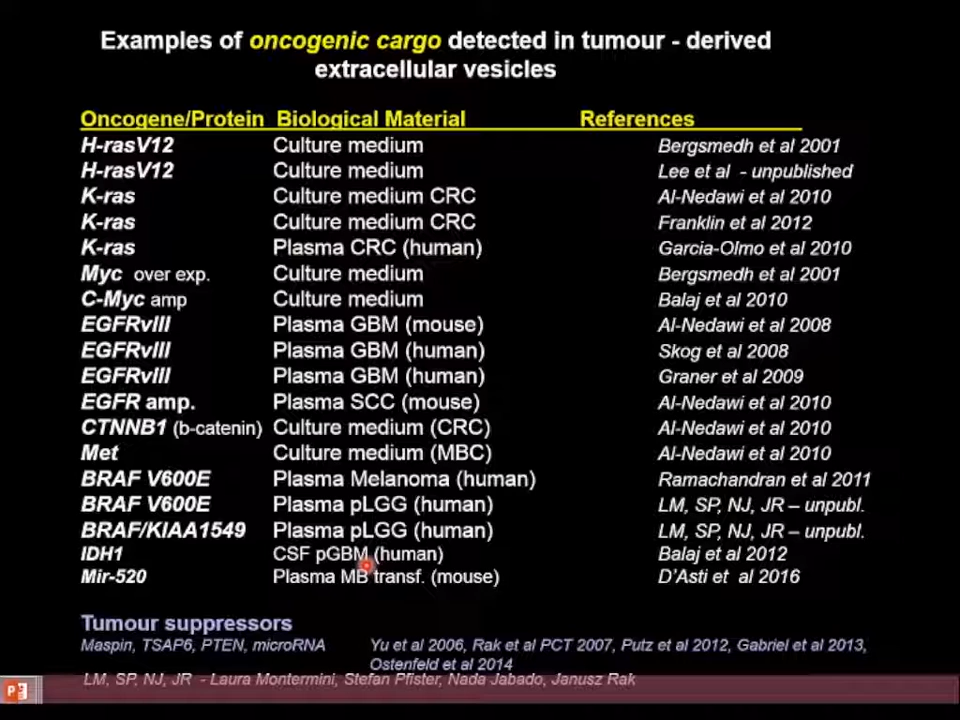 Examples of oncogenic cargo detected in tumour - derived
extracellular vesicles
Oncogene/Protein Biological Material References
H-rasV12 Culture medium Bergsmedh et al 2001
H-rasV12 Culture medium Lee et al - unpublished
K-ras Culture medium CRC Al-Nedawi et al 2010
K-ras Culture medium CRC Franklin et al 2012
K-ras Plasma CRC (human) Garcia-Olmo et al 2010
Myc over exp. Culture medium Bergsmedh et al 2001
C-Myc amp Culture medium Balaj et al 2010
EGFRvIII Plasma GBM (mouse) Al-Nedawi et al 2008
EGFRvIII Plasma GBM (human) Skog et al 2008
EGFRvIII Plasma GBM (human) Graner et al 2009
EGFR amp. Plasma SCC (mouse) Al-Nedawi et al 2010
CTNNB1 (b-catenin) Culture medium (CRC) Al-Nedawi et al 2010
Met Culture medium (MBC) Al-Nedawi et al 2010
BRAF V600E Plasma Melanoma (human) Ramachandran et al 2011
BRAF V600E Plasma pLGG (human) LM, SP, NJ, JR – unpubl.
BRAF/KIAA1549 Plasma pLGG (human) LM, SP, NJ, JR – unpubl.
IDH1 CSF pGBM (human) Balaj et al 2012
Mir-520 Plasma MB transf. (mouse) D'Asti et al 2016
Tumour suppressors
Maspin, TSAP6, PTEN, microRNA Yu et al 2006, Rak et al PCT 2007, Putz et al 2012, Gabriel et al 2013,
Ostenfeld et al 2014
LM, SP, NJ, JR - Laura Montermini, Stefan Pfister, Nada Jabado, Janusz Rak